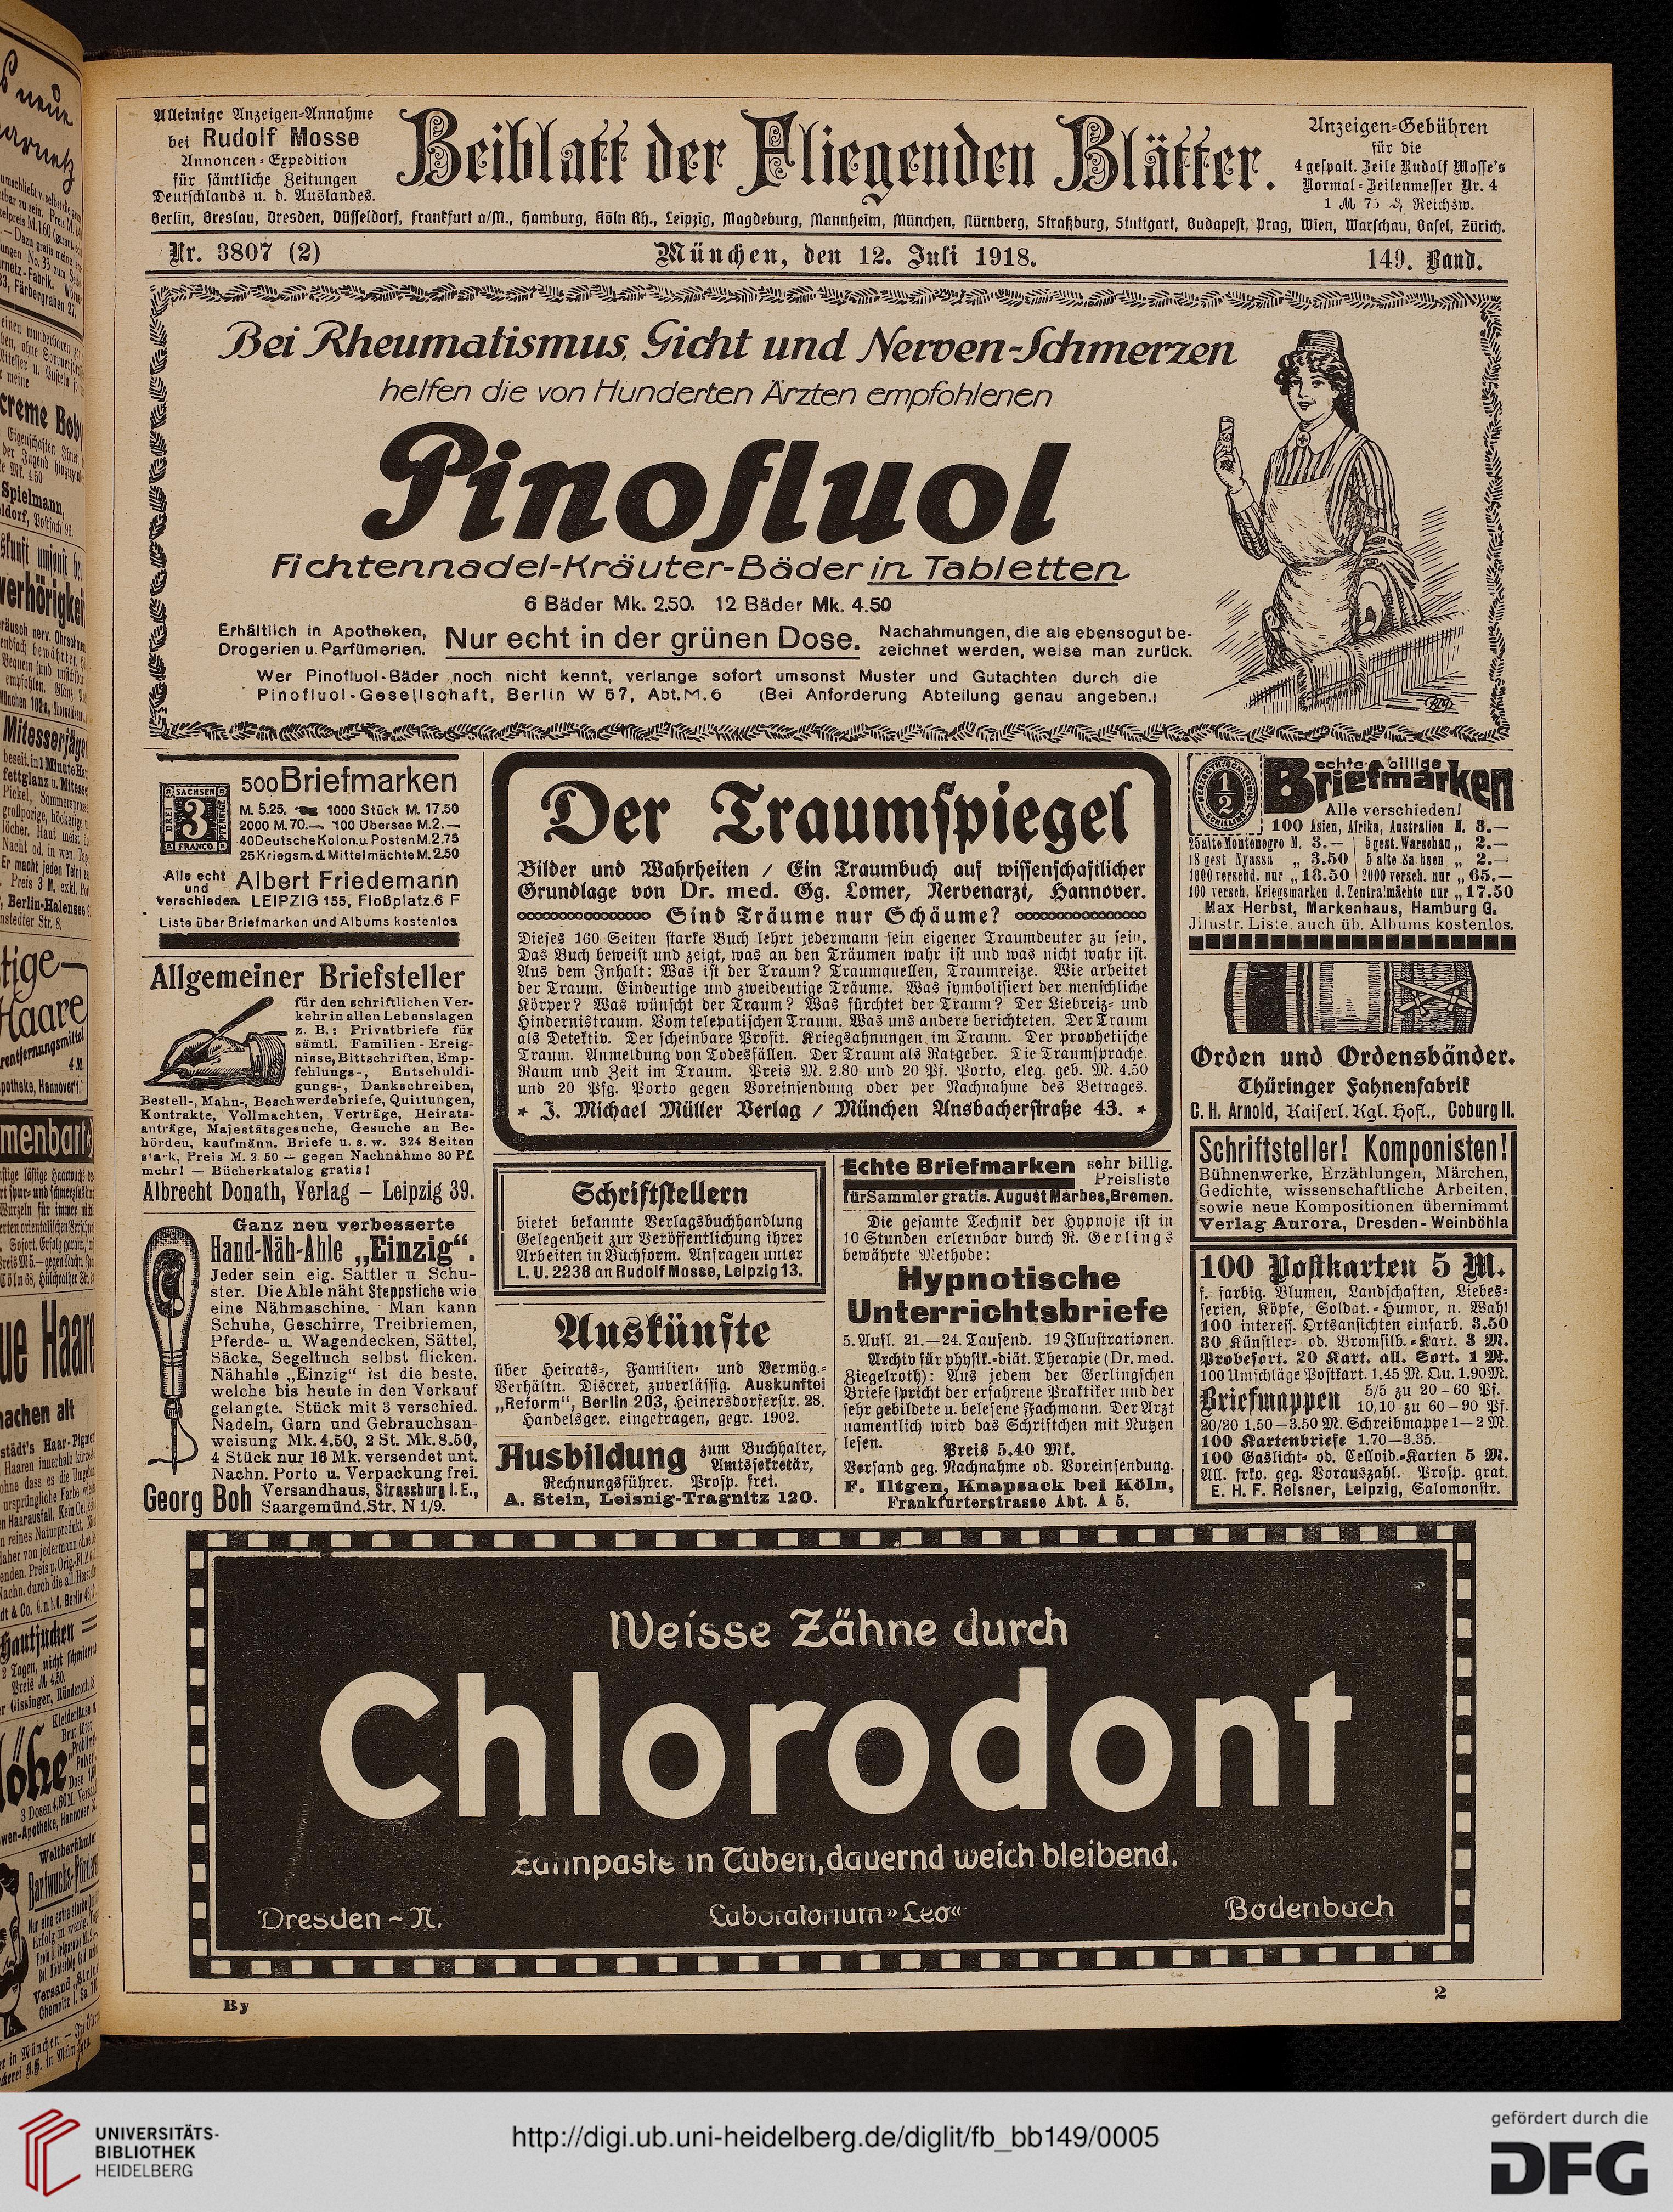 Alleinige Anzeigen-Annahme
bei Rudolf Mosse
Annoncen-Expedition
für sämtliche Zeitungen
Deutschlands u. d. Auslandes.
Beiblatt der Fliegenden Blätter.
Anzeigen-Gebühren
für die
4 gespalt. Zeile Rudolf Mosse's
Normal-Zeilenmesser Nr. 4
1 M 75 ₰ Reichsw.
Berlin, Breslau, Dresden, Düsseldorf, Frankfurt a/M., Hamburg, Köln Rh., Leipzig, Magdeburg, Mannheim, München, Nürnberg, Straßburg, Stuttgart, Budapest, Prag, Wien, Warschau, Basel, Zürich.
Nr. 3807 (2)
München, den 12. Juli 1918.
149. Band.
Bei Rheumatismus, Gicht und Nerven-Schmerzen
helfen die von Hunderten Ärzten empfohlenen
Pinofluol
Fichtennadel-Kräuter-Bäder in Tabletten
6 Bäder Mk. 2.50. 12 Bäder Mk. 4.50
Erhältlich in Apotheken,
Drogerien u. Parfümerien.
Nur echt in der grünen Dose.
Nachahmungen, die als ebensogut be-
zeichnet werden, weise man zurück.
Wer Pinofluol-Bäder noch nicht kennt, verlange sofort umsonst Muster und Gutachten durch die
Pinofluol-Gesellschaft, Berlin W 57, Abt. M. 6 (Bei Anforderung Abteilung genau angeben.)
SACHSEN
DREI
3
PFENNIGE
FRANCO
500 Briefmarken
M. 5.25. 1000 Stück M. 17.50
2000 M. 70.—. 100 Übersee M. 2.—
40 Deutsche Kolon. u. Posten M. 2.75
25 Kriegsm. d. Mittelmächte M. 2.50
Alle echt
und
verschieden.
Albert Friedemann
LEIPZIG 155, Floßplatz. 6 F
Liste über Briefmarken und Albums kostenlos
Allgemeiner Briefsteller
für den schriftlichen Ver-
kehr in allen Lebenslagen
z. B.: Privatbriefe für
sämtl. Familien-Ereig-
nisse, Bittschriften, Emp-
fehlungs-, Entschuldi-
gungs-, Dankschreiben,
Bestell-, Mahn-, Beschwerdebriefe, Quittungen,
Kontrakte, Vollmachten, Verträge, Heirats-
anträge, Majestätsgesuche, Gesuche an Be-
hörden, kaufmänn. Briefe u. s. w. 324 Seiten
stark, Preis M. 2.50 — gegen Nachnahme 30 Pf.
mehr! — Bücherkatalog gratis!
Albrecht Donath, Verlag – Leipzig 39.
Ganz neu verbesserte
Hand-Näh-Ahle „Einzig“.
Jeder sein eig. Sattler u Schu-
ster. Die Ahle näht Steppstiche wie
eine Nähmaschine. Man kann
Schuhe, Geschirre, Treibriemen,
Pferde- u. Wagendecken, Sättel,
Säcke, Segeltuch selbst flicken.
Nähahle „Einzig“ ist die beste,
welche bis heute in den Verkauf
gelangte. Stück mit 3 verschied.
Nadeln, Garn und Gebrauchsan-
weisung Mk. 4.50, 2 St. Mk. 8.50,
4 Stück nur 16 Mk. versendet unt.
Nachn. Porto u. Verpackung frei.
Georg Boh Versandhaus, Strassburg I. E.,
Saargemünd. Str. N 1/9.
Der Traumspiegel
Bilder und Wahrheiten / Ein Traumbuch auf wissenschaftlicher
Grundlage von Dr. med. Gg. Lomer, Nervenarzt, Hannover.
Sind Träume nur Schäume?
Dieses 160 Seiten starke Buch lehrt jedermann sein eigener Traumdeuter zu sein.
Das Buch beweist und zeigt, was an den Träumen wahr ist und was nicht wahr ist.
Aus dem Inhalt: Was ist der Traum? Traumquellen, Traumreize. Wie arbeitet
der Traum. Eindeutige und zweideutige Träume. Was symbolisiert der menschliche
Körper? Was wünscht der Traum? Was fürchtet der Traum? Der Liebreiz- und
Hindernistraum. Vom telepatischen Traum. Was uns andere berichteten. Der Traum
als Detektiv. Der scheinbare Profit. Kriegsahnungen im Traum. Der prophetische
Traum. Anmeldung von Todesfällen. Der Traum als Ratgeber. Die Traumsprache.
Raum und Zeit im Traum. Preis M. 2.80 und 20 Pf. Porto, eleg. geb. M. 4.50
und 20 Pfg. Porto gegen Voreinsendung oder per Nachnahme des Betrages.
* J. Michael Müller Verlag / München Ansbacherstraße 43. *
Schriftstellern
bietet bekannte Verlagsbuchhandlung
Gelegenheit zur Veröffentlichung ihrer
Arbeiten in Buchform. Anfragen unter
L. U. 2238 an Rudolf Mosse, Leipzig 13.
Auskünfte
über Heirats-, Familien- und Vermög.-
Verhältn. Discret, zuverlässig. Auskunftei
„Reform“, Berlin 203, Heinersdorferstr. 28.
Handelsger. eingetragen, gegr. 1902.
Ausbildung zum Buchhalter,
Amtssekretär,
Rechnungsführer. Prosp. frei.
A. Stein, Leisnig-Tragnitz 120.
Echte Briefmarken sehr billig.
Preisliste
für Sammler gratis. August Marbes, Bremen.
Die gesamte Technik der Hypnose ist in
10 Stunden erlernbar durch R. Gerlings
bewährte Methode:
Hypnotische
Unterrichtsbriefe
5. Aufl. 21.—24. Tausend. 19 Illustrationen.
Archiv für physik.-diät. Therapie (Dr. med.
Ziegelroth): Aus jedem der Gerlingschen
Briefe spricht der erfahrene Praktiker und der
sehr gebildete u. belesene Fachmann. Der Arzt
namentlich wird das Schriftchen mit Nutzen
lesen. Preis 5.40 Mk.
Versand geg. Nachnahme od. Voreinsendung.
F. Iltgen, Knapsack bei Köln,
Frankfurterstrasse Abt. A 5.
echte billige
Briefmarken
1/2
Alle verschieden!
100 Asien, Afrika, Australien M. 3.—
25 alte Montenegro M. 3.— 5 gest. Warschau „ 2.—
18 gest Nyassa „ 3.50 5 alte Sachsen „ 2.—
1000 verschd. nur „ 13.50 2000 versch. nur „ 65.—
100 versch. Kriegsmarken d. Zentralmächte nur „ 17.50
Max Herbst, Markenhaus, Hamburg G.
Illustr. Liste, auch üb. Albums kostenlos.
Orden und Ordensbänder.
Thüringer Fahnenfabrik
C. H. Arnold, Kaiserl. Kgl. Hofl., Coburg II.
Schriftsteller! Komponisten!
Bühnenwerke, Erzählungen, Märchen,
Gedichte, wissenschaftliche Arbeiten,
sowie neue Kompositionen übernimmt
Verlag Aurora, Dresden-Weinböhla
100 Postkarten 5 M.
f. farbig. Blumen, Landschaften, Liebes-
serien, Köpfe, Soldat.-Humor, n. Wahl
100 interess. Ortsansichten einfarb. 3.50
30 Künstler- od. Bromsilb.-Kart. 3 M.
Probesort. 20 Kart. all. Sort. 1 M.
100 Umschläge Postkart. 1.45 M. Qu. 1.90 M.
Briefmappen 5/5 zu 20–60 Pf.
10,10 zu 60–90 Pf.
20/20 1.50—3.50 M. Schreibmappe 1—2 M.
100 Kartenbriefe 1.70—3.35.
100 Gaslicht- od. Celloid.-Karten 5 M.
All. frko. geg. Vorauszahl. Prosp. grat.
E. H. F. Reisner, Leipzig, Salomonstr.
Weisse Zähne durch
Chlorodont
Zahnpaste in Tuben, dauernd weich bleibend.
Dresden - N.
Laboratorium »Leo«
Bodenbach
By
2
UNIVERSITÄTS-
BIBLIOTHEK
HEIDELBERG
http://digi.ub.uni-heidelberg.de/diglit/fb_bb149/0005
gefördert durch die
DFG